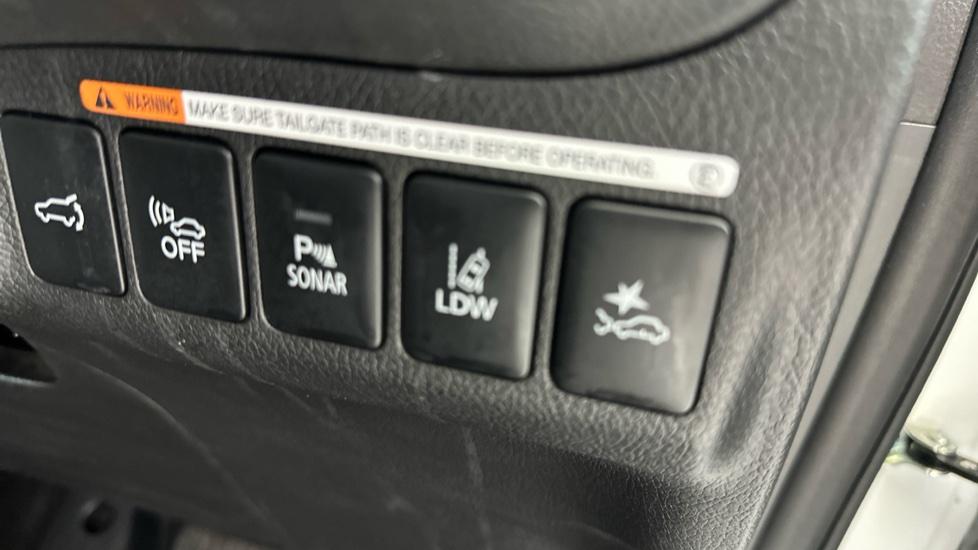 WARNING MAKE SURE TAILGATE PATH IS CLEAR BEFORE OPERATING.
OFF
P
SONAR
LDW